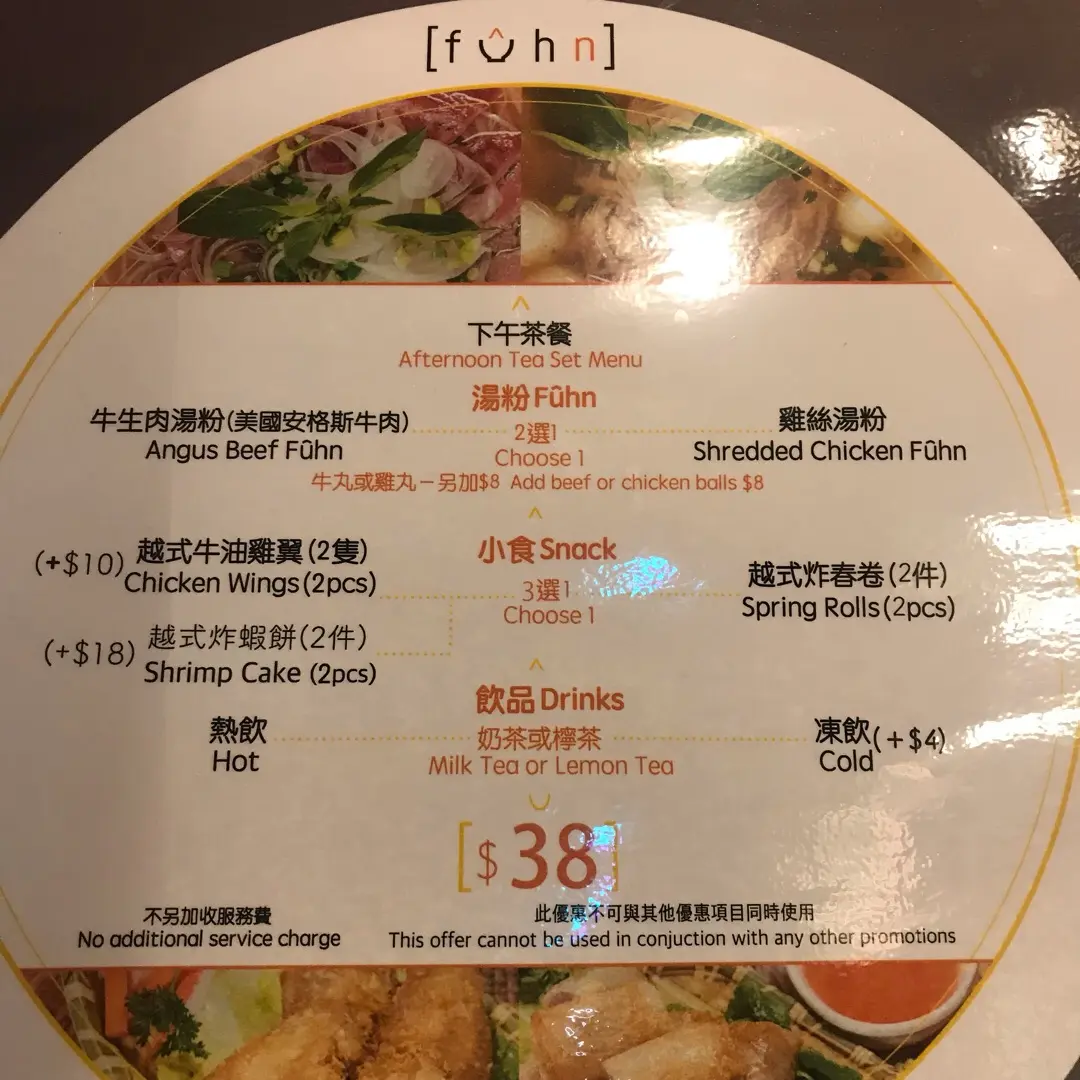 [fûhn]
下午茶餐
Afternoon Tea Set Menu
湯粉 Fûhn
牛生肉湯粉(美國安格斯牛肉)
Angus Beef Fûhn
2選1
Choose 1
雞絲湯粉
Shredded Chicken Fûhn
牛丸或雞丸－另加$8 Add beef or chicken balls $8
小食 Snack
3選1
Choose 1
(+$10) 越式牛油雞翼 (2隻)
Chicken Wings (2pcs)
(+$18) 越式炸蝦餅(2件)
Shrimp Cake (2pcs)
越式炸春卷 (2件)
Spring Rolls (2pcs)
飲品 Drinks
熱飲
Hot
奶茶或檸茶
Milk Tea or Lemon Tea
凍飲 (+$4)
Cold
[$38]
不另加收服務費
No additional service charge
此優惠不可與其他優惠項目同時使用
This offer cannot be used in conjuction with any other promotions